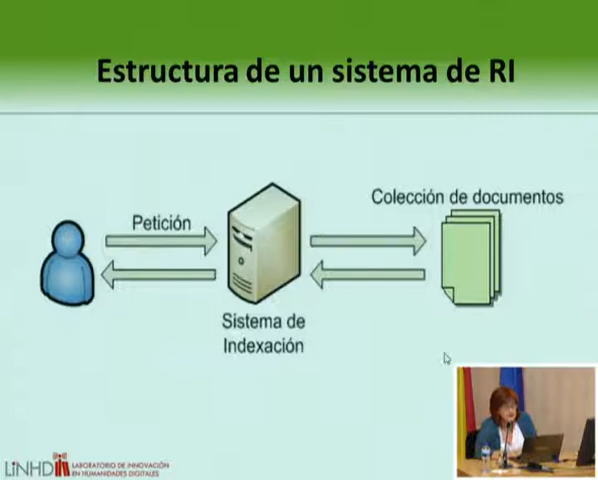 Estructura de un sistema de RI
Colección de documentos
Petición
Sistema de
Indexación
LINHD
LABORATORIO DE INNOVACIÓN
EN HUMANIDADES DIGITALES